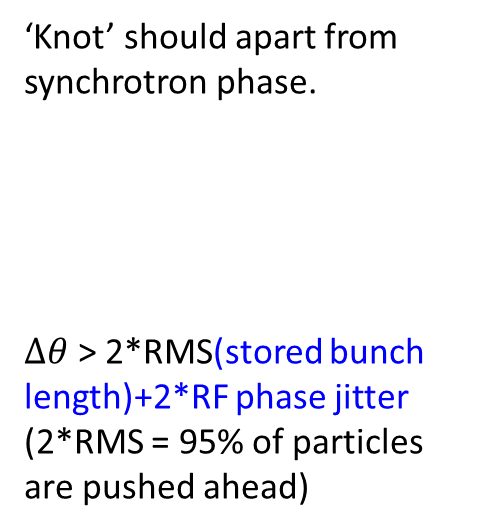 ‘Knot’ should apart from
synchrotron phase.
Δ𝜃 > 2*RMS(stored bunch
length)+2*RF phase jitter
(2*RMS = 95% of particles
are pushed ahead)